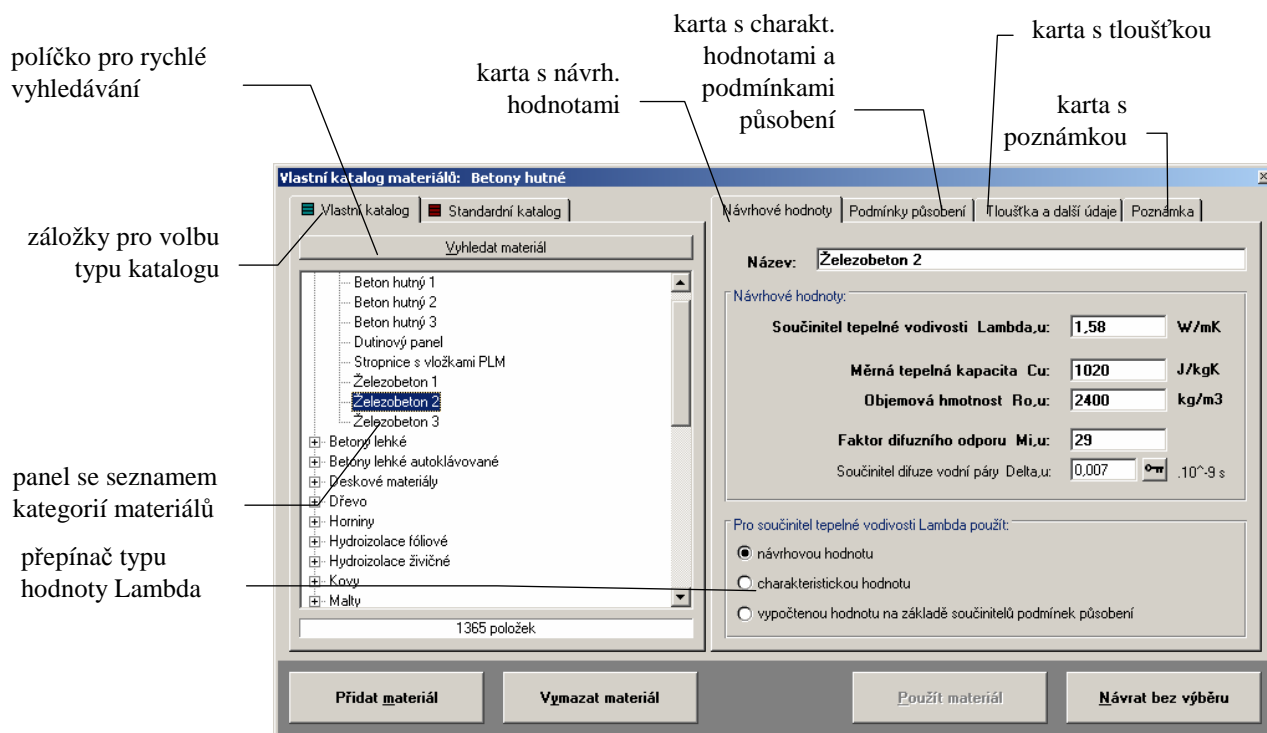 políčko pro rychlé
vyhledávání
karta s návrh.
hodnotami
karta s charakt.
hodnotami a
podmínkami
působení
karta s tloušťkou
karta s
poznámkou
záložky pro volbu
typu katalogu
panel se seznamem
kategorií materiálů
přepínač typu
hodnoty Lambda
Vlastní katalog materiálů: Betony hutné
Vlastní katalog
Standardní katalog
Vyhledat materiál
Beton hutný 1
Beton hutný 2
Beton hutný 3
Dutinový panel
Stropnice s vložkami PLM
Železobeton 1
Železobeton 2
Železobeton 3
Betony lehké
Betony lehké autoklávované
Deskové materiály
Dřevo
Horniny
Hydroizolace fóliové
Hydroizolace živičné
Kovy
Malty
1365 položek
Návrhové hodnoty
Podmínky působení
Tloušťka a další údaje
Poznámka
Název: Železobeton 2
Návrhové hodnoty:
Součinitel tepelné vodivosti Lambda,u: 1,58 W/mK
Měrná tepelná kapacita Cu: 1020 J/kgK
Objemová hmotnost Ro,u: 2400 kg/m3
Faktor difuzního odporu Mi,u: 29
Součinitel difuze vodní páry Delta,u: 0,007 .10^-9 s
Pro součinitel tepelné vodivosti Lambda použít:
návrhovou hodnotu
charakteristickou hodnotu
vypočtenou hodnotu na základě součinitelů podmínek působení
Přidat materiál
Vymazat materiál
Použít materiál
Návrat bez výběru